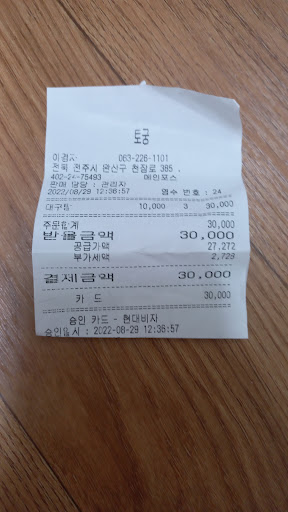 토궁
이경자 063-226-1101
전북 전주시 완산구 천잠로 385 .
402-24-75493 메인포스
판매 담당 : 관리자
2022/08/29 12:36:57 영수 번호 : 24
대구탕 10,000 3 30,000
주문합계 30,000
받을금액 30,000
공급가액 27,272
부가세액 2,728
결제금액 30,000
카 드 30,000
승인 카드 - 현대비자
승인일시 : 2022-08-29 12:36:57